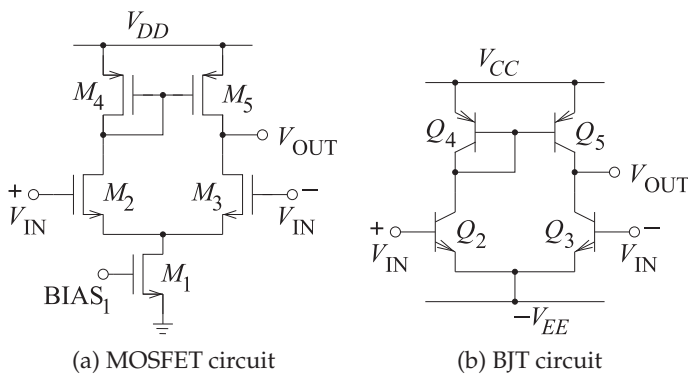 V_DD
M_4
M_5
V_OUT
+
V_IN
M_2
M_3
−
V_IN
BIAS_1
M_1
(a) MOSFET circuit
V_CC
Q_4
Q_5
V_OUT
+
V_IN
Q_2
Q_3
−
V_IN
−V_EE
(b) BJT circuit